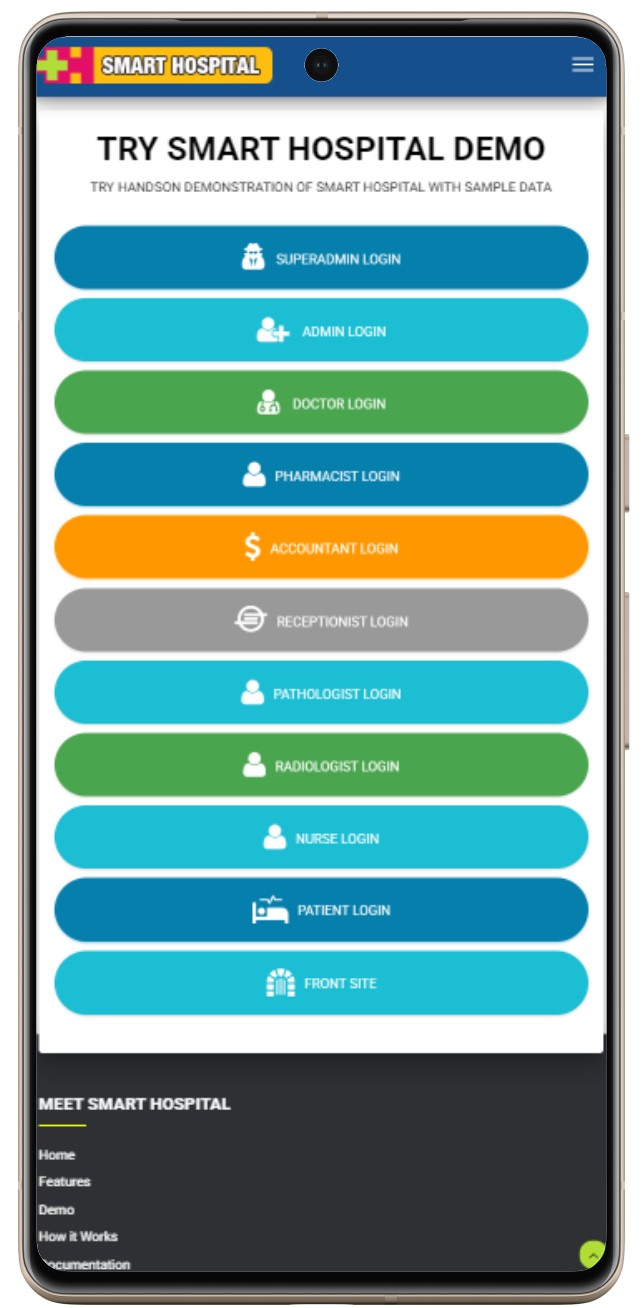 SMART HOSPITAL
TRY SMART HOSPITAL DEMO
TRY HANDSON DEMONSTRATION OF SMART HOSPITAL WITH SAMPLE DATA
SUPERADMIN LOGIN
ADMIN LOGIN
DOCTOR LOGIN
PHARMACIST LOGIN
$ ACCOUNTANT LOGIN
RECEPTIONIST LOGIN
PATHOLOGIST LOGIN
RADIOLOGIST LOGIN
NURSE LOGIN
PATIENT LOGIN
FRONT SITE
MEET SMART HOSPITAL
Home
Features
Demo
How it Works
Documentation